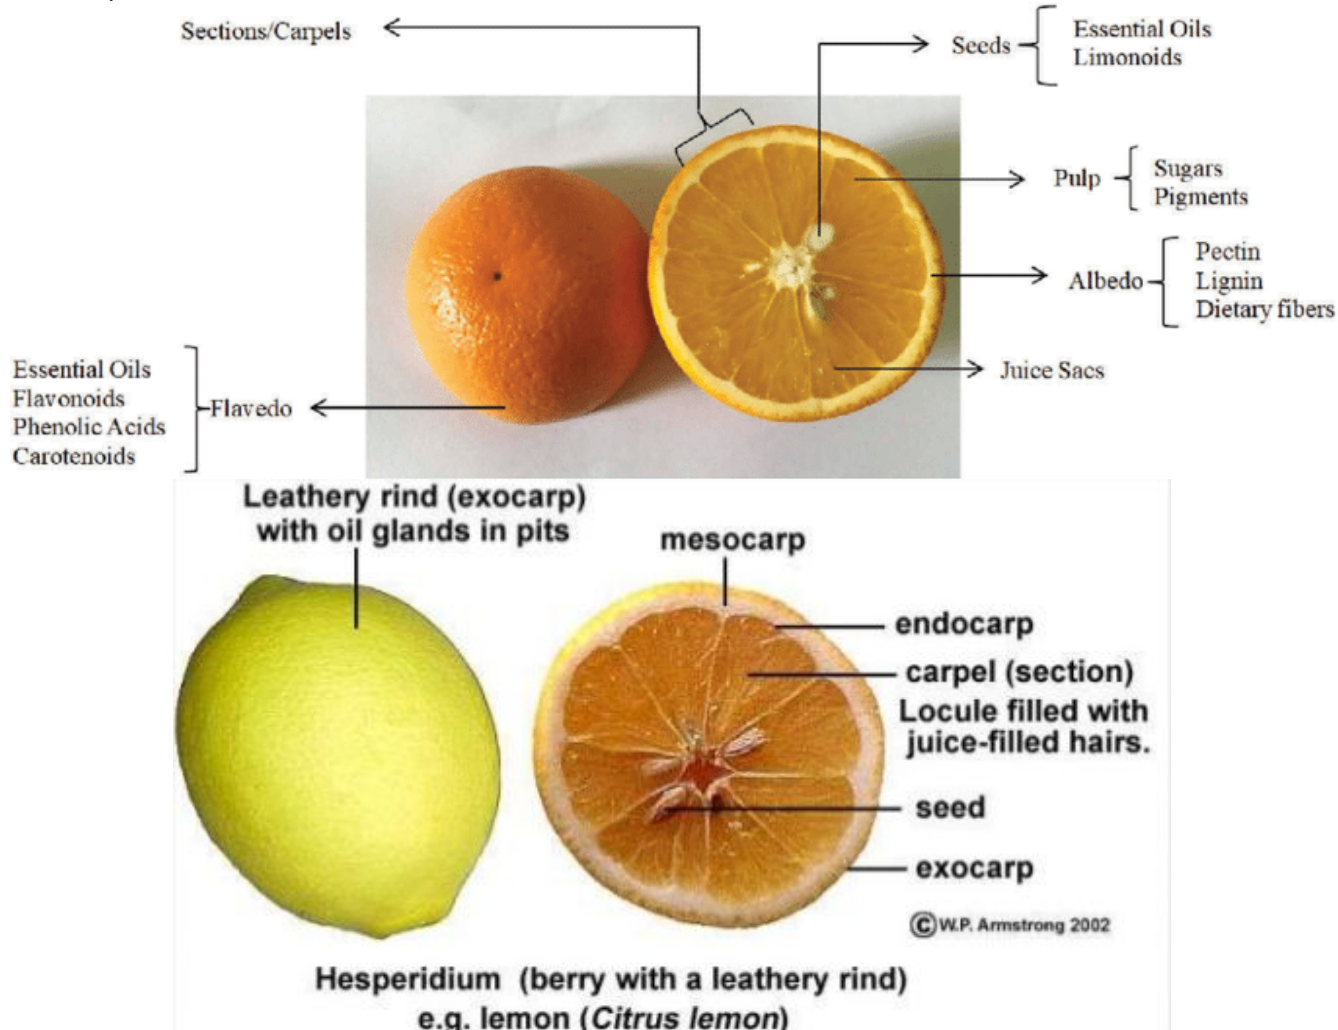 Sections/Carpels
Seeds
Essential Oils
Limonoids
Pulp
Sugars
Pigments
Albedo
Pectin
Lignin
Dietary fibers
Juice Sacs
Essential Oils
Flavonoids
Phenolic Acids
Carotenoids
Flavedo
Leathery rind (exocarp)
with oil glands in pits
mesocarp
endocarp
carpel (section)
Locule filled with
juice-filled hairs.
seed
exocarp
©W.P. Armstrong 2002
Hesperidium (berry with a leathery rind)
e.g. lemon (Citrus lemon)